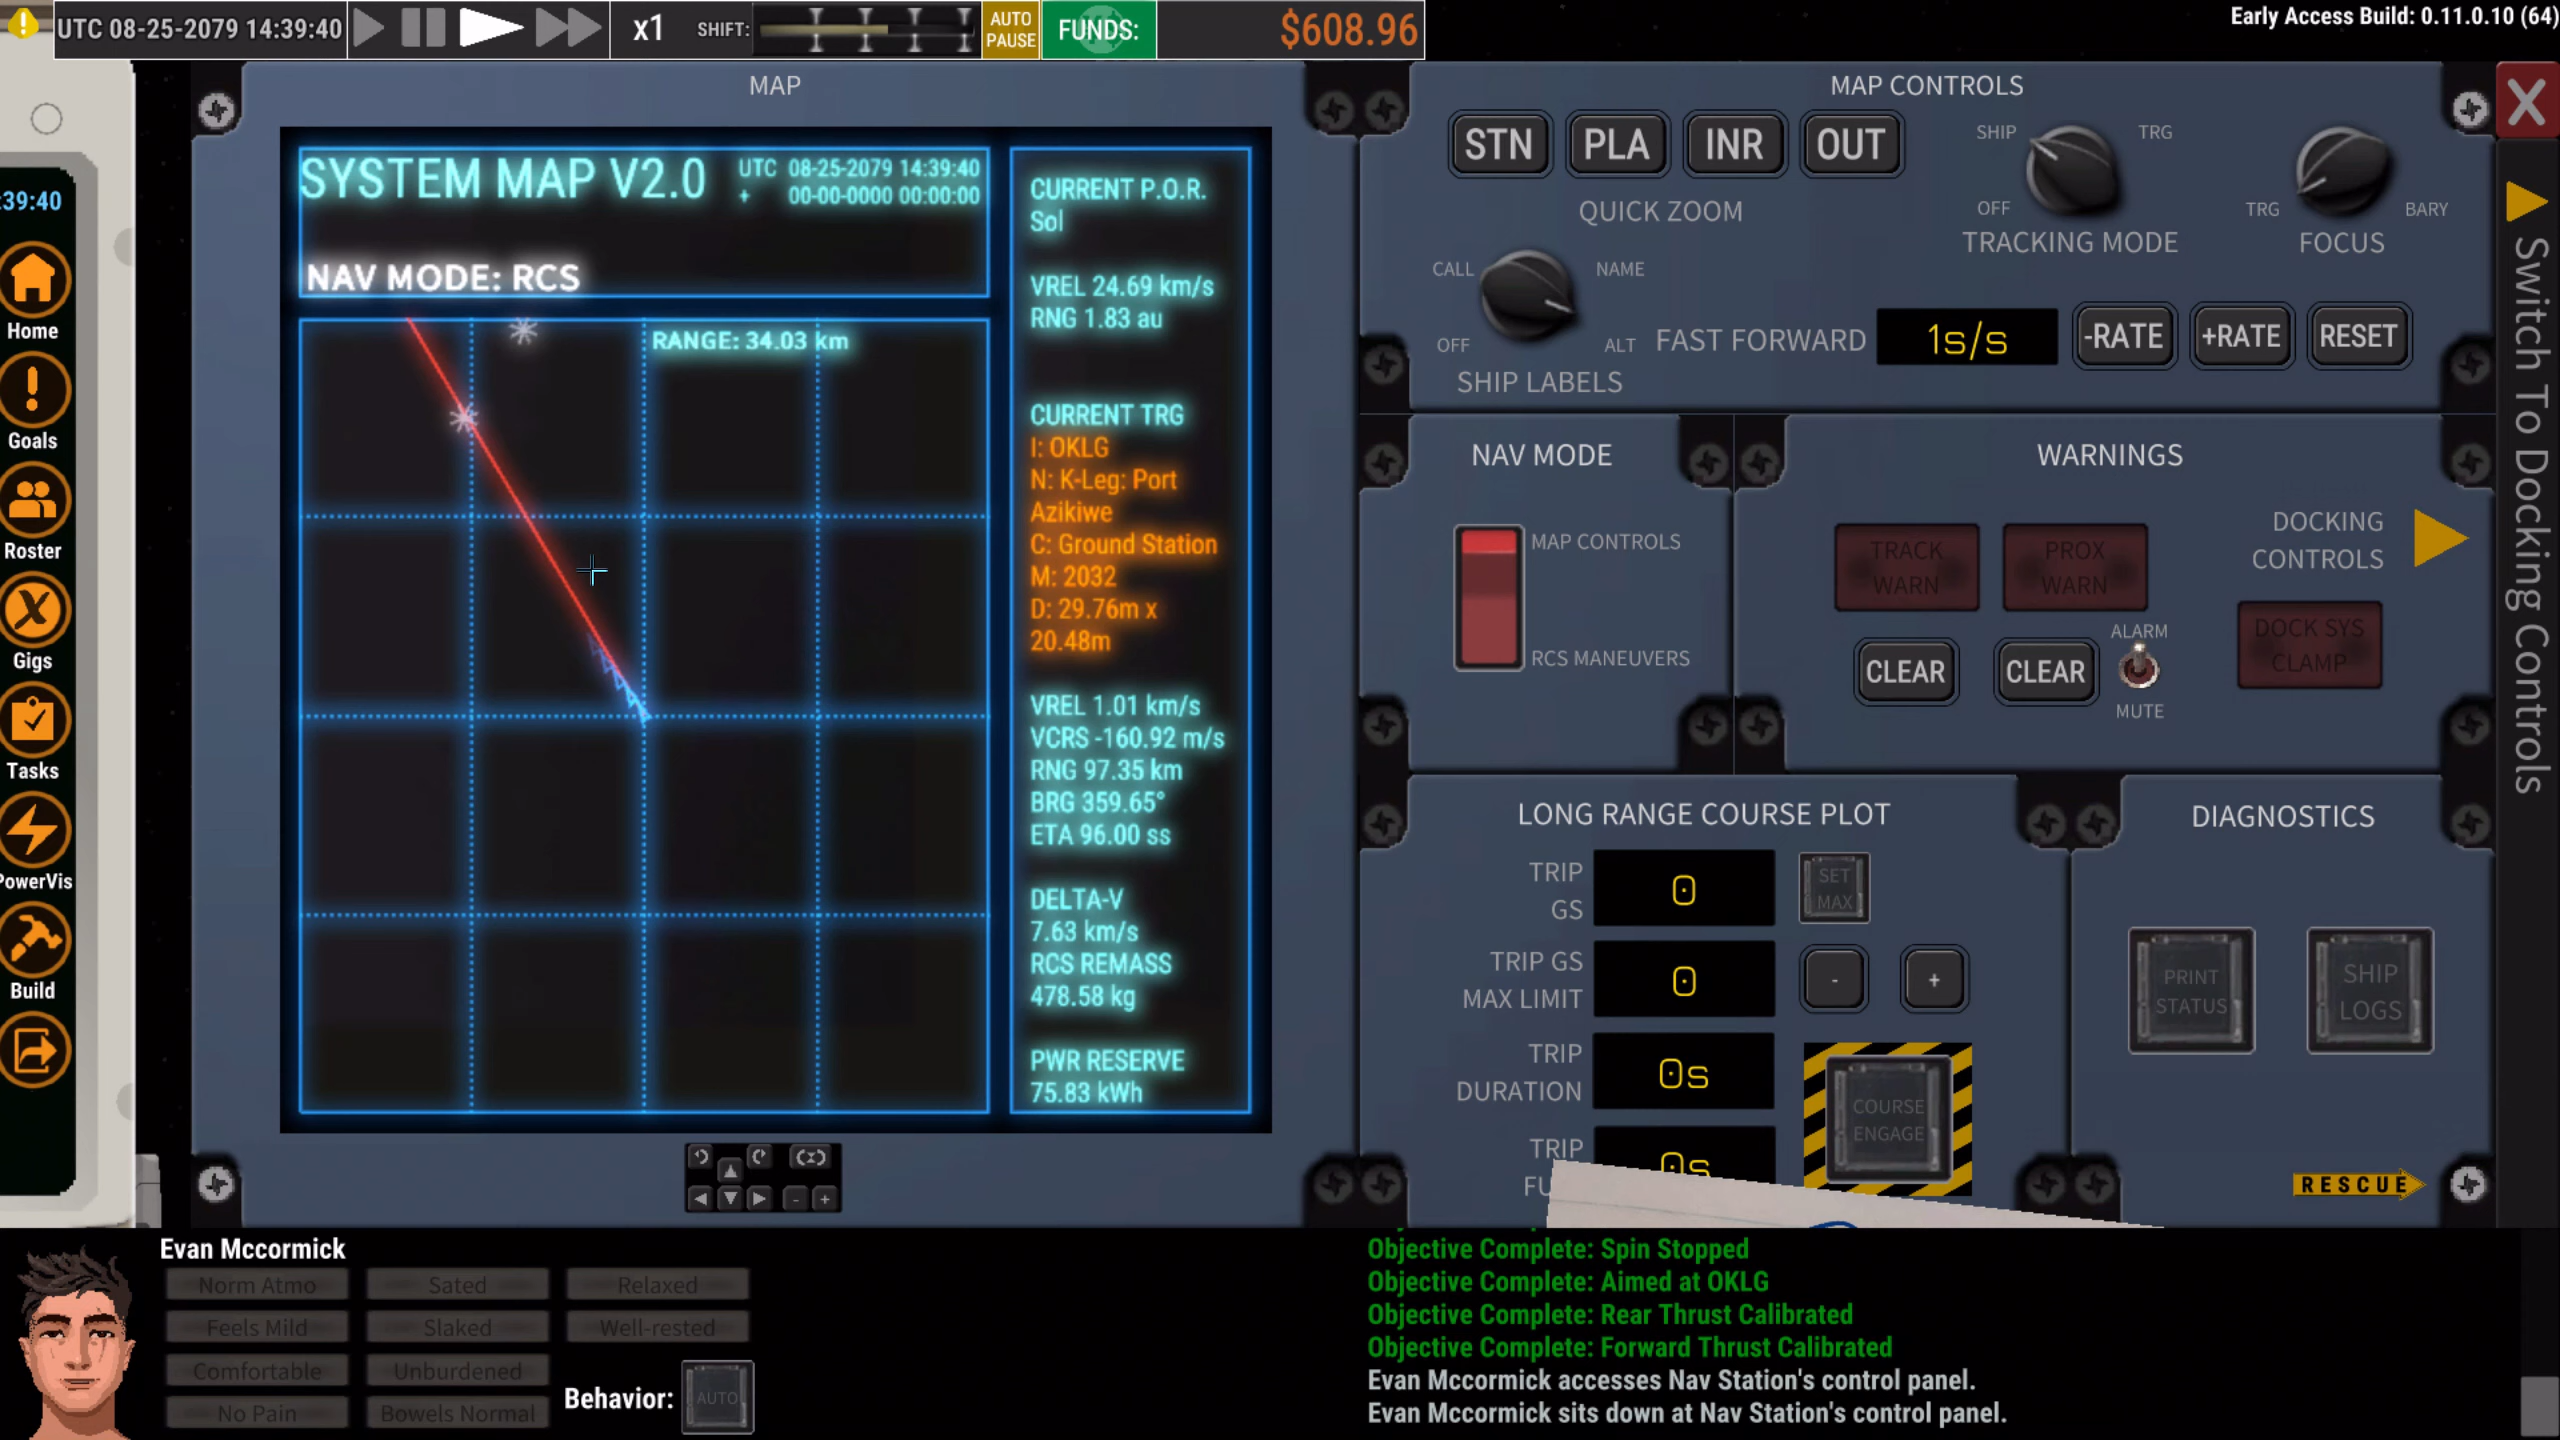 UTC 08-25-2079 14:39:40
x1
SHIFT:
AUTO
PAUSE
FUNDS:
$608.96
Early Access Build: 0.11.0.10 (64)
:39:40
Home
Goals
Roster
Gigs
Tasks
PowerVis
Build
MAP
SYSTEM MAP V2.0
UTC 08-25-2079 14:39:40
+ 00-00-0000 00:00:00
NAV MODE: RCS
RANGE: 34.03 km
CURRENT P.O.R.
Sol
VREL 24.69 km/s
RNG 1.83 au
CURRENT TRG
I: OKLG
N: K-Leg: Port
Azikiwe
C: Ground Station
M: 2032
D: 29.76m x
20.48m
VREL 1.01 km/s
VCRS -160.92 m/s
RNG 97.35 km
BRG 359.65°
ETA 96.00 ss
DELTA-V
7.63 km/s
RCS REMASS
478.58 kg
PWR RESERVE
75.83 kWh
MAP CONTROLS
STN
PLA
INR
OUT
QUICK ZOOM
SHIP
TRG
OFF
TRACKING MODE
TRG
BARY
FOCUS
CALL
NAME
OFF
ALT
SHIP LABELS
FAST FORWARD
1s/s
-RATE
+RATE
RESET
NAV MODE
MAP CONTROLS
RCS MANEUVERS
WARNINGS
TRACK
WARN
PROX
WARN
CLEAR
CLEAR
ALARM
MUTE
DOCKING
CONTROLS
DOCK SYS
CLAMP
Switch To Docking Controls
LONG RANGE COURSE PLOT
TRIP
GS
0
SET
MAX
TRIP GS
MAX LIMIT
0
-
+
TRIP
DURATION
0s
TRIP
FU
0s
COURSE
ENGAGE
DIAGNOSTICS
PRINT
STATUS
SHIP
LOGS
RESCUE
- +
Evan Mccormick
Norm Atmo
Sated
Relaxed
Feels Mild
Slaked
Well-rested
Comfortable
Unburdened
No Pain
Bowels Normal
Behavior:
AUTO
Objective Complete: Spin Stopped
Objective Complete: Aimed at OKLG
Objective Complete: Rear Thrust Calibrated
Objective Complete: Forward Thrust Calibrated
Evan Mccormick accesses Nav Station's control panel.
Evan Mccormick sits down at Nav Station's control panel.